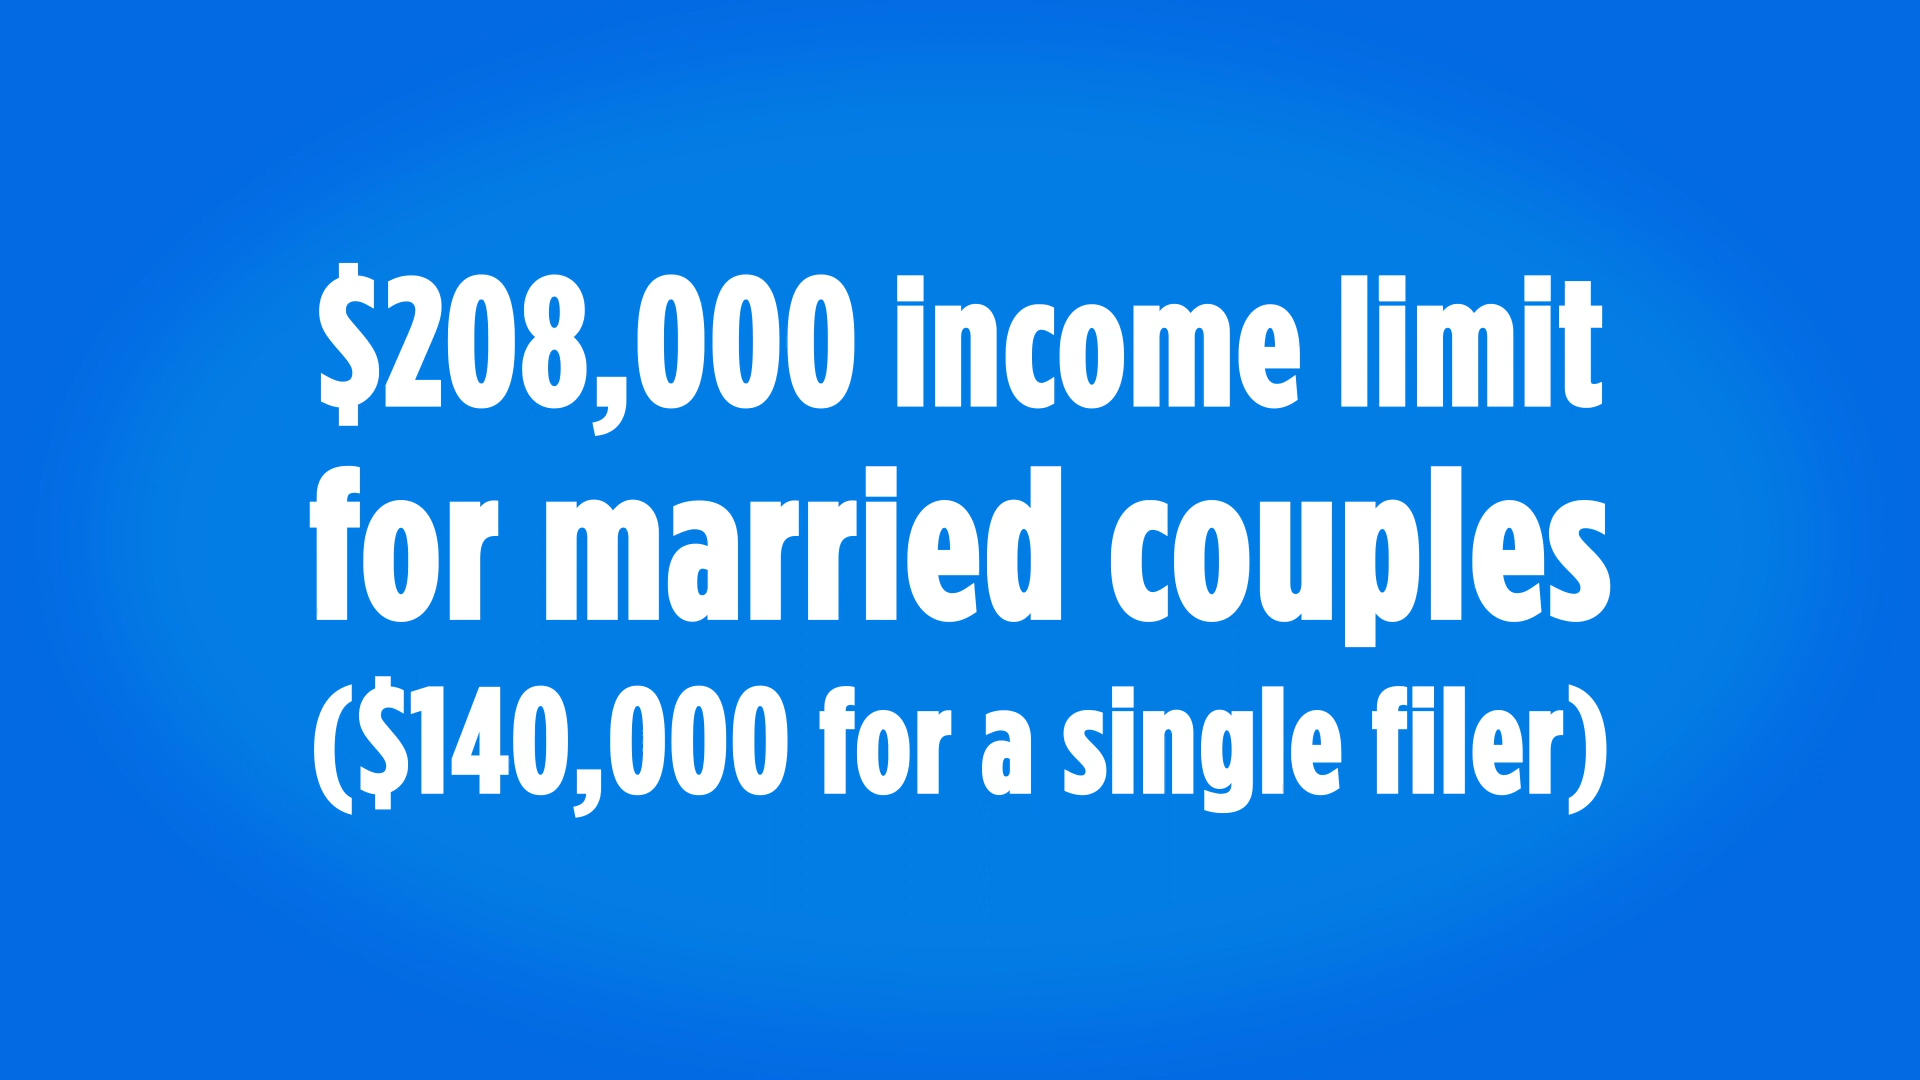 $208,000 income limit
for married couples
($140,000 for a single filer)